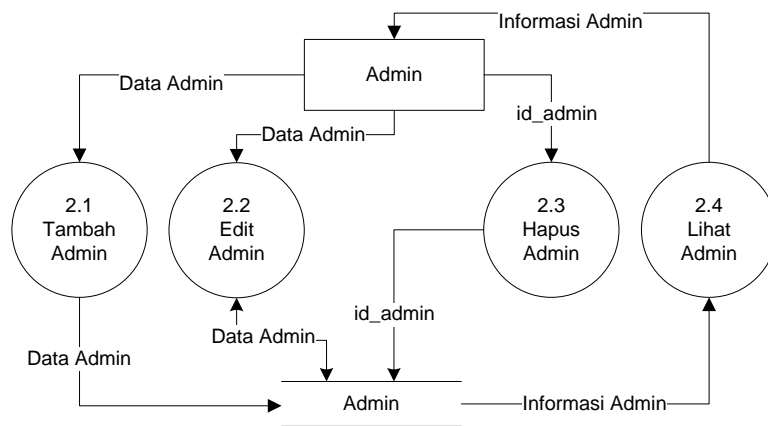 Informasi Admin
Admin
Data Admin
Data Admin
id_admin
2.1
Tambah
Admin
2.2
Edit
Admin
2.3
Hapus
Admin
2.4
Lihat
Admin
id_admin
Data Admin
Data Admin
Admin
Informasi Admin